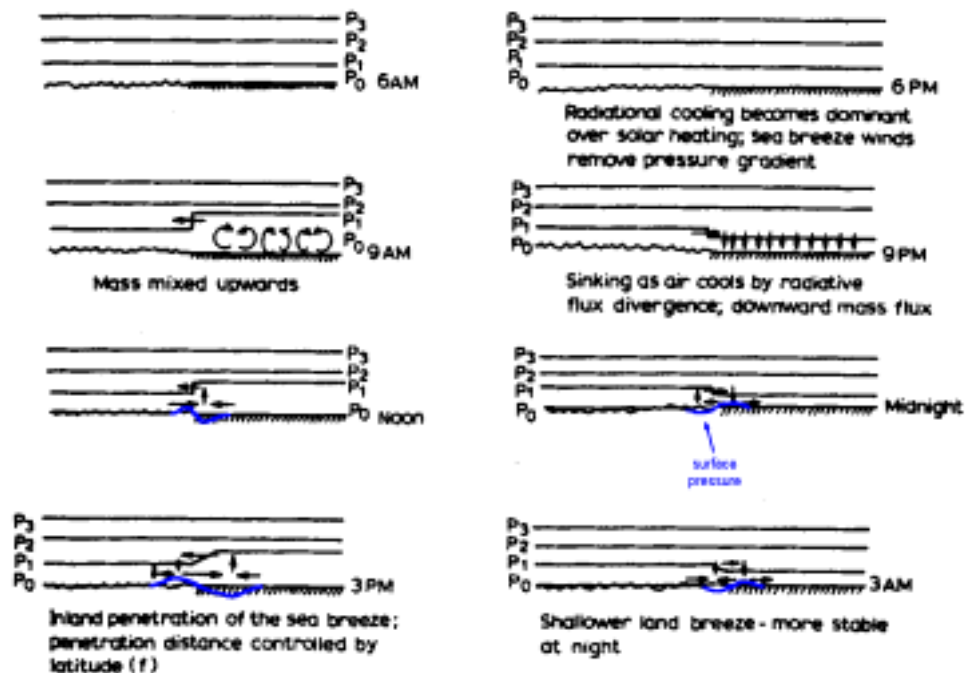 P3
P2
P1
P0 6AM
P3
P2
P1
P0 9AM
Mass mixed upwards
P3
P2
P1
P0 Noon
P3
P2
P1
P0 3PM
Inland penetration of the sea breeze;
penetration distance controlled by
latitude (f)
P3
P2
P1
P0 6PM
Radiational cooling becomes dominant
over solar heating; sea breeze winds
remove pressure gradient
P3
P2
P1
P0 9PM
Sinking as air cools by radiative
flux divergence; downward mass flux
P3
P2
P1
P0 Midnight
surface
pressure
P3
P2
P1
P0 3AM
Shallower land breeze - more stable
at night